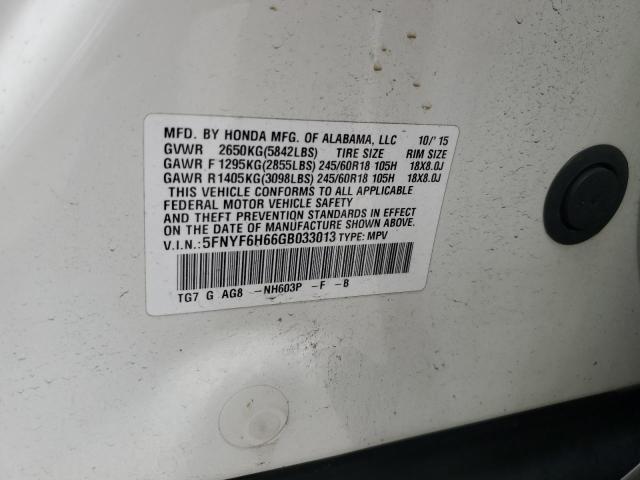 MFD. BY HONDA MFG. OF ALABAMA, LLC 10/'15
GVWR 2650KG(5842LBS) TIRE SIZE RIM SIZE
GAWR F 1295KG(2855LBS) 245/60R18 105H 18X8.0J
GAWR R 1405KG(3098LBS) 245/60R18 105H 18X8.0J
THIS VEHICLE CONFORMS TO ALL APPLICABLE
FEDERAL MOTOR VEHICLE SAFETY
AND THEFT PREVENTION STANDARDS IN EFFECT
ON THE DATE OF MANUFACTURE SHOWN ABOVE.
V.I.N.: 5FNYF6H66GB033013 TYPE: MPV
TG7 G AG8 -NH603P -F -B